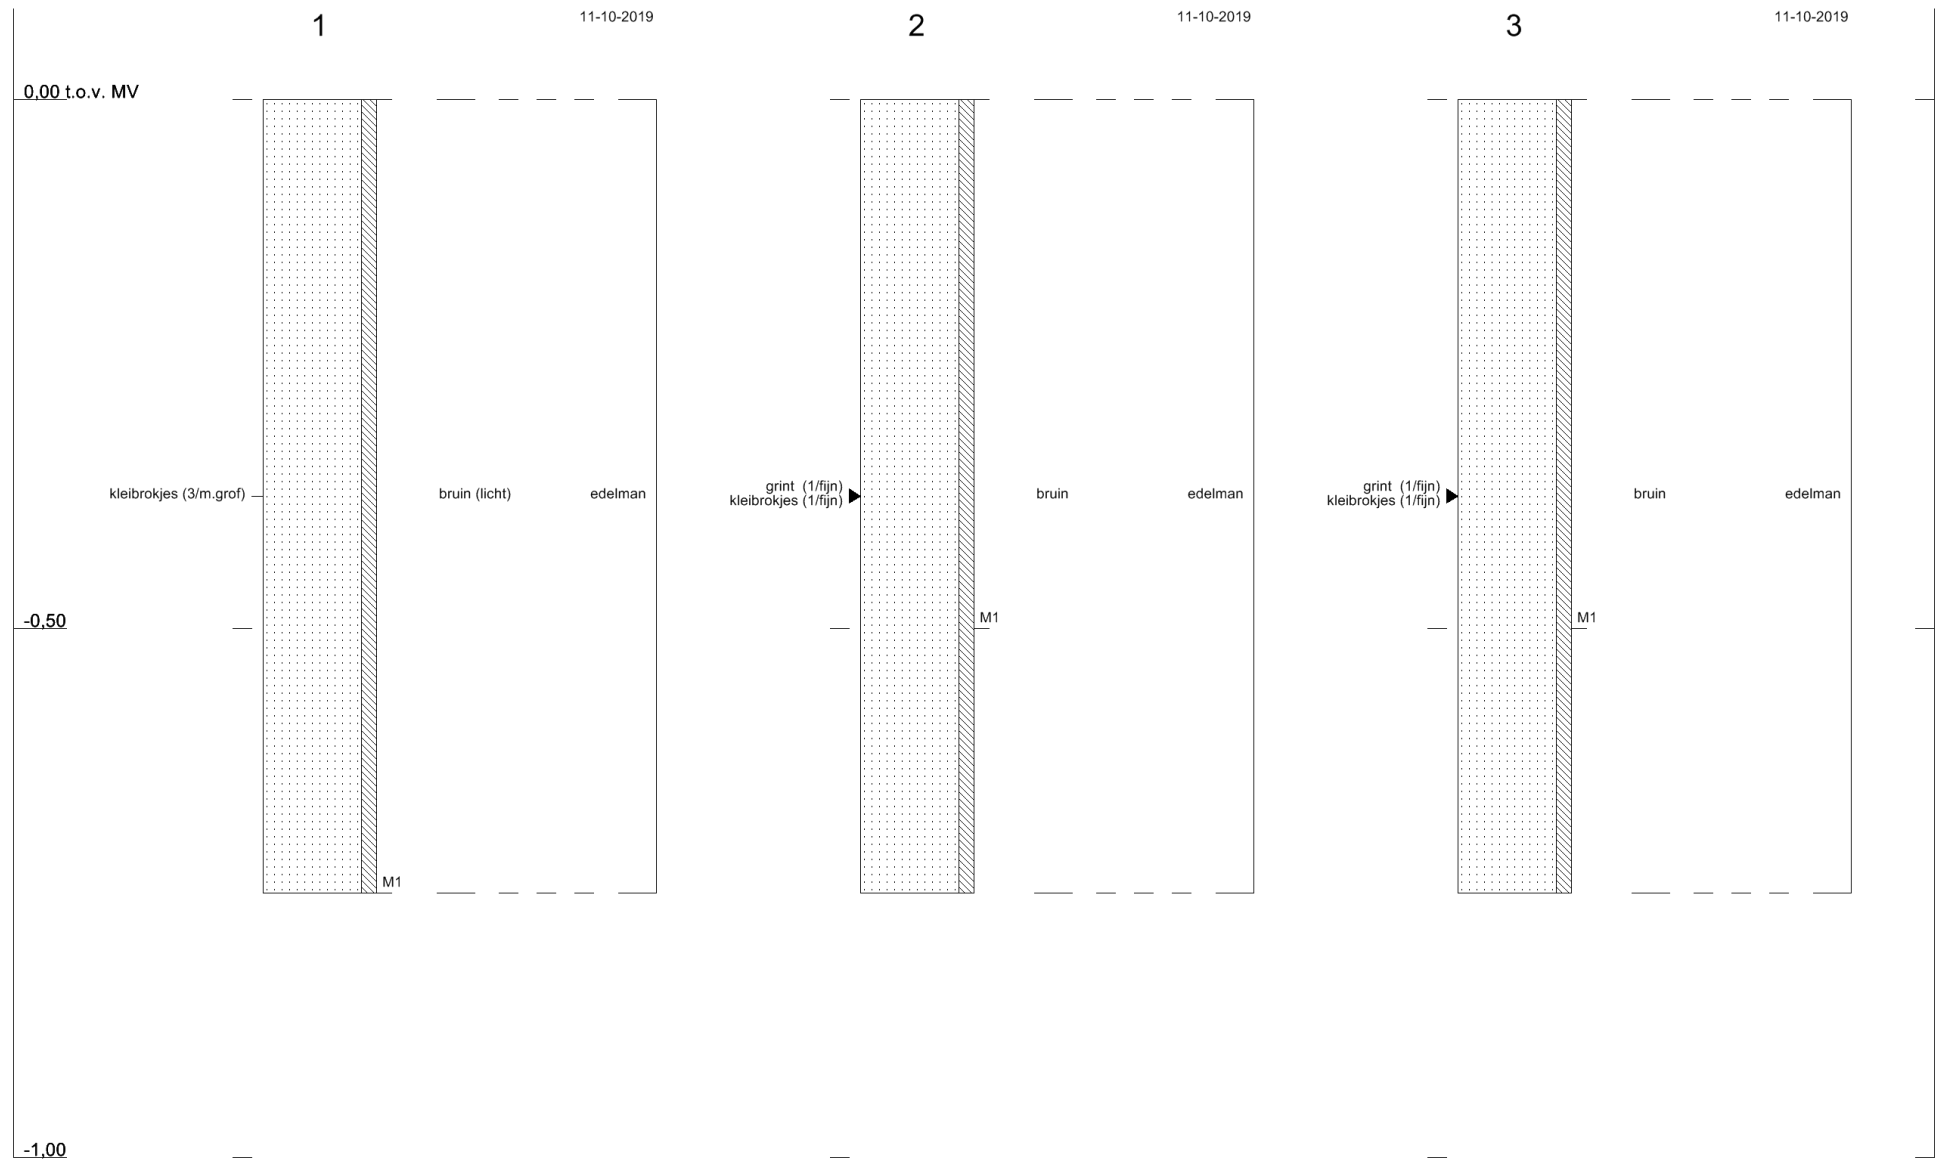 1
11-10-2019
2
11-10-2019
3
11-10-2019
0,00 t.o.v. MV
kleibrokjes (3/m.grof)
bruin (licht)
edelman
grint (1/fijn)
kleibrokjes (1/fijn)
bruin
edelman
grint (1/fijn)
kleibrokjes (1/fijn)
bruin
edelman
-0,50
M1
M1
M1
-1,00